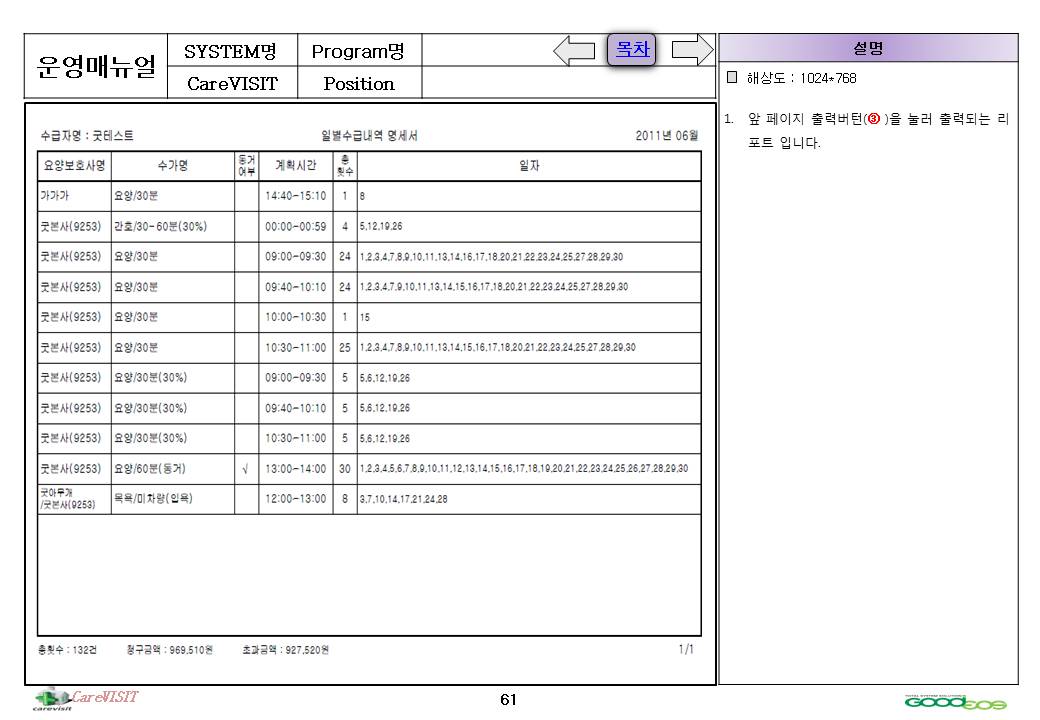 운영매뉴얼
SYSTEM명 Program명
CareVISIT Position
목차
설명
해상도 : 1024*768
1. 앞 페이지 출력버턴(③ )을 눌러 출력되는 리
포트 입니다.
수급자명 : 굿테스트 일별수급내역 명세서 2011년 06월
요양보호사명 수가명 동거여부 계획시간 총횟수 일자
가가가 요양/30분 14:40~15:10 1 8
굿본사(9253) 간호/30~60분(30%) 00:00~00:59 4 5,12,19,26
굿본사(9253) 요양/30분 09:00~09:30 24 1,2,3,4,7,8,9,10,11,13,14,16,17,18,20,21,22,23,24,25,27,28,29,30
굿본사(9253) 요양/30분 09:40~10:10 24 1,2,3,4,7,9,10,11,13,14,15,16,17,18,20,21,22,23,24,25,27,28,29,30
굿본사(9253) 요양/30분 10:00~10:30 1 15
굿본사(9253) 요양/30분 10:30~11:00 25 1,2,3,4,7,8,9,10,11,13,14,15,16,17,18,20,21,22,23,24,25,27,28,29,30
굿본사(9253) 요양/30분(30%) 09:00~09:30 5 5,6,12,19,26
굿본사(9253) 요양/30분(30%) 09:40~10:10 5 5,6,12,19,26
굿본사(9253) 요양/30분(30%) 10:30~11:00 5 5,6,12,19,26
굿본사(9253) 요양/60분(동거) √ 13:00~14:00 30 1,2,3,4,5,6,7,8,9,10,11,12,13,14,15,16,17,18,19,20,21,22,23,24,25,26,27,28,29,30
굿아무개
/굿본사(9253) 목욕/미차량(입욕) 12:00~13:00 8 3,7,10,14,17,21,24,28
총횟수 : 132건 청구금액 : 969,510원 초과금액 : 927,520원 1/1
CareVISIT
carevisit
61
TOTAL SYSTEM SOLUTION
GOODEOS